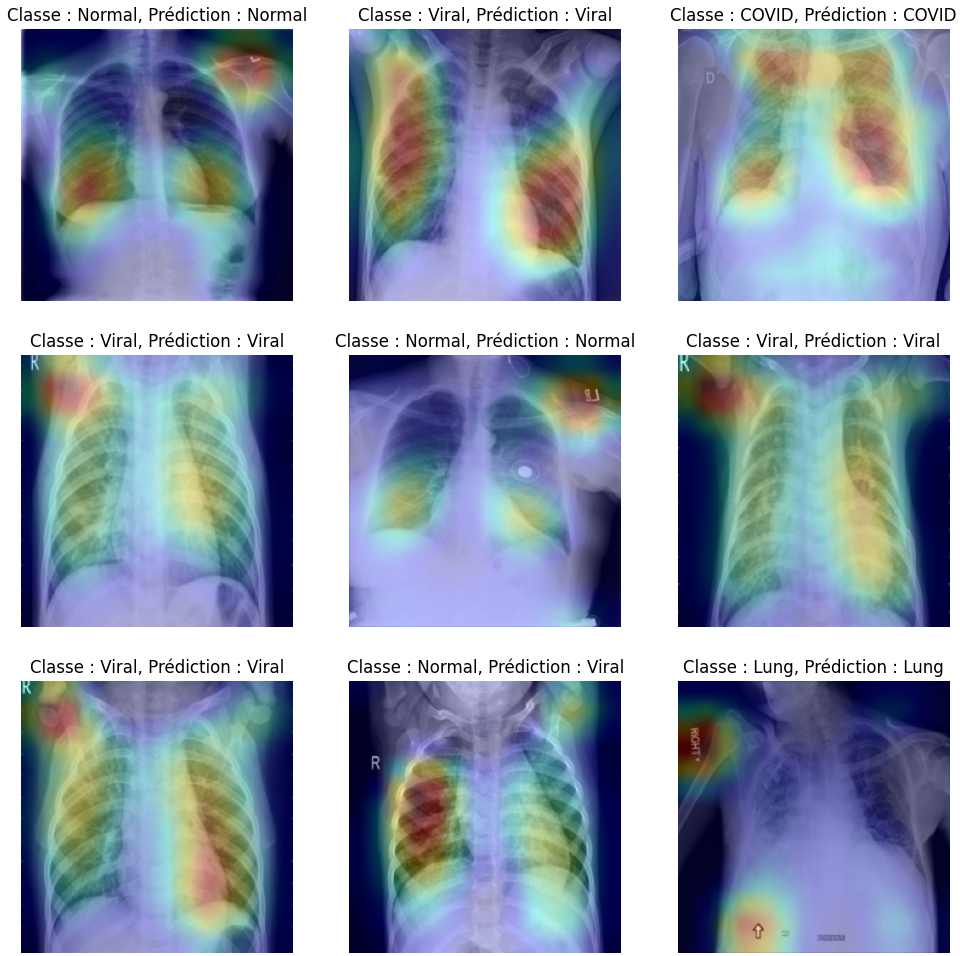 Classe : Normal, Prédiction : Normal
Classe : Viral, Prédiction : Viral
Classe : COVID, Prédiction : COVID
L
D
Classe : Viral, Prédiction : Viral
Classe : Normal, Prédiction : Normal
Classe : Viral, Prédiction : Viral
R
R
Classe : Viral, Prédiction : Viral
Classe : Normal, Prédiction : Viral
Classe : Lung, Prédiction : Lung
R
R
RIGHT